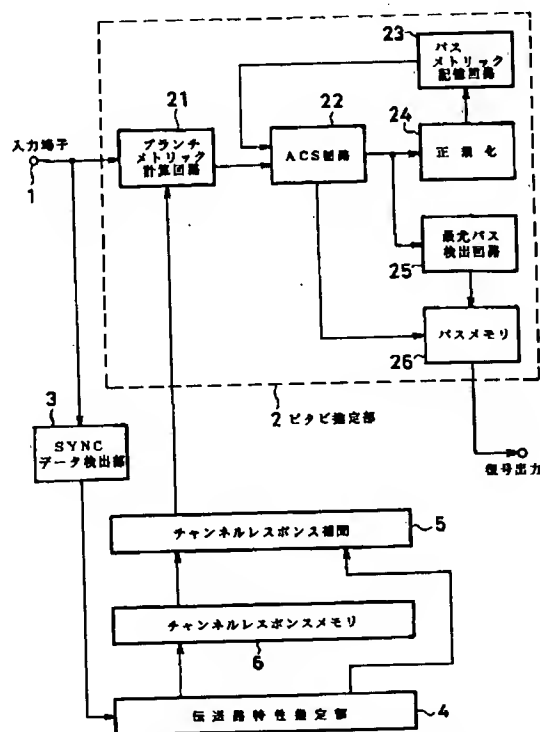 23
パス
メトリック
記憶回路
21
ブランチ
メトリック
計算回路
22
ACS回路
24
正規化
入力端子
1
最尤パス
検出回路
25
パスメモリ
26
2 ビタビ推定部
3
SYNC
データ検出部
復号出力
チャンネルレスポンス補間
5
チャンネルレスポンスメモリ
6
伝送路特性推定部
4